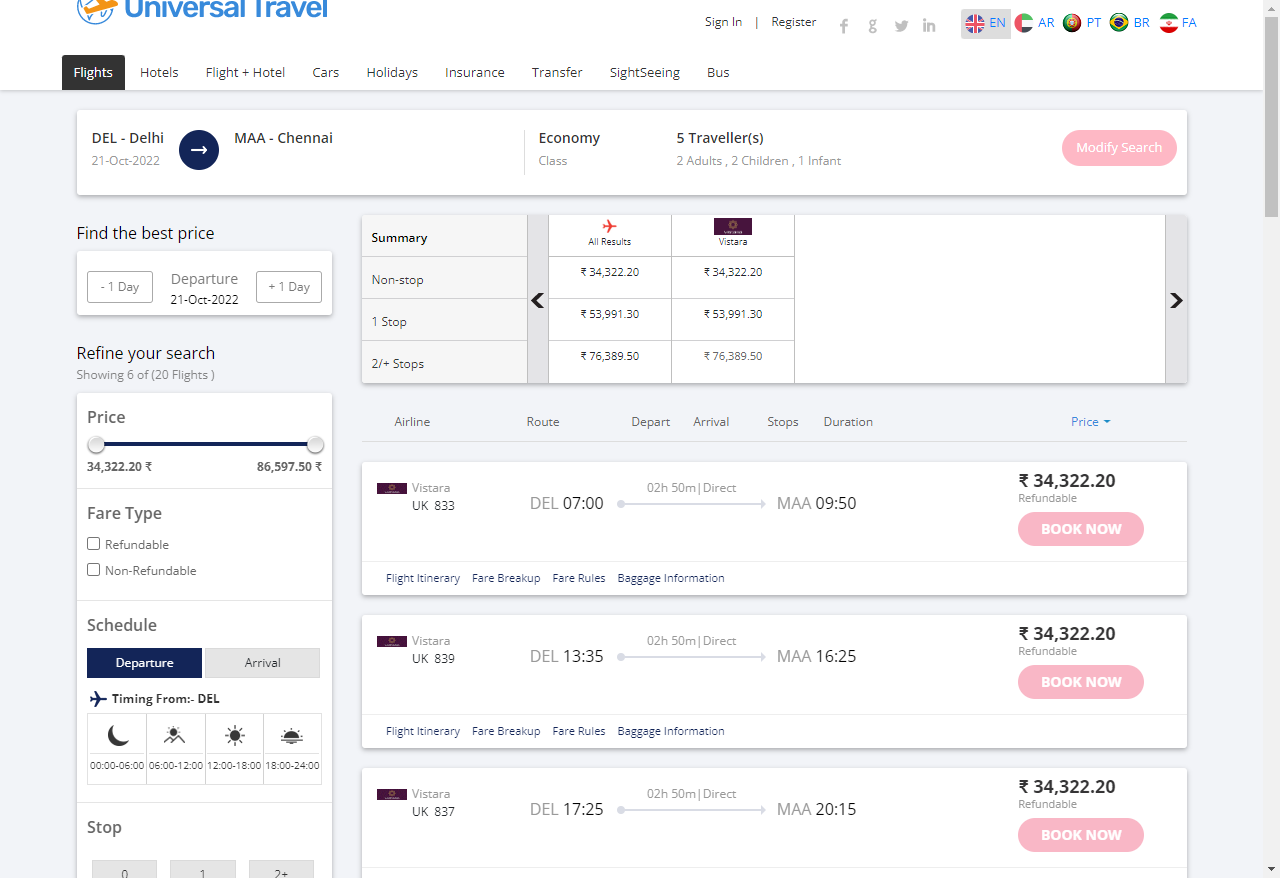 Universal Travel
Sign In | Register
EN AR PT BR FA
Flights Hotels Flight + Hotel Cars Holidays Insurance Transfer SightSeeing Bus
DEL - Delhi
21-Oct-2022
MAA - Chennai
Economy
Class
5 Traveller(s)
2 Adults , 2 Children , 1 Infant
Modify Search
Find the best price
- 1 Day
Departure
21-Oct-2022
+ 1 Day
Refine your search
Showing 6 of (20 Flights )
Price
34,322.20 ₹ 86,597.50 ₹
Fare Type
Refundable
Non-Refundable
Schedule
Departure Arrival
Timing From:- DEL
00:00-06:00 06:00-12:00 12:00-18:00 18:00-24:00
Stop
0 1 2+
Summary All Results Vistara
Non-stop ₹ 34,322.20 ₹ 34,322.20
1 Stop ₹ 53,991.30 ₹ 53,991.30
2/+ Stops ₹ 76,389.50 ₹ 76,389.50
Airline Route Depart Arrival Stops Duration Price
Vistara
UK 833
DEL 07:00
02h 50m|Direct
MAA 09:50
₹ 34,322.20
Refundable
BOOK NOW
Flight Itinerary Fare Breakup Fare Rules Baggage Information
Vistara
UK 839
DEL 13:35
02h 50m|Direct
MAA 16:25
₹ 34,322.20
Refundable
BOOK NOW
Flight Itinerary Fare Breakup Fare Rules Baggage Information
Vistara
UK 837
DEL 17:25
02h 50m|Direct
MAA 20:15
₹ 34,322.20
Refundable
BOOK NOW